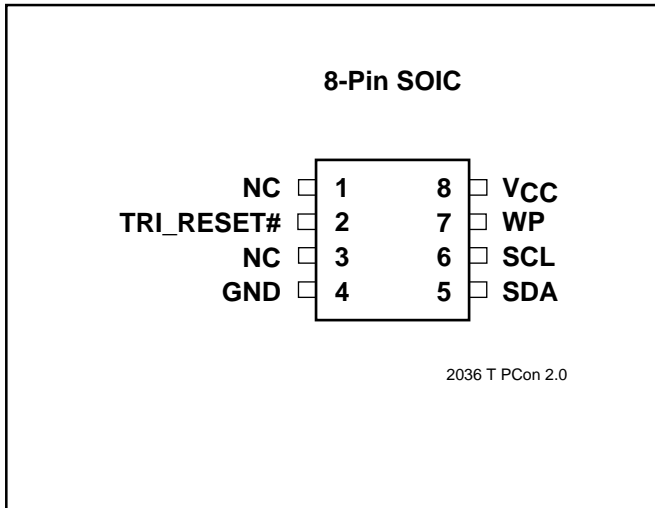 8-Pin SOIC
NC 1 8 VCC
TRI_RESET# 2 7 WP
NC 3 6 SCL
GND 4 5 SDA
2036 T PCon 2.0